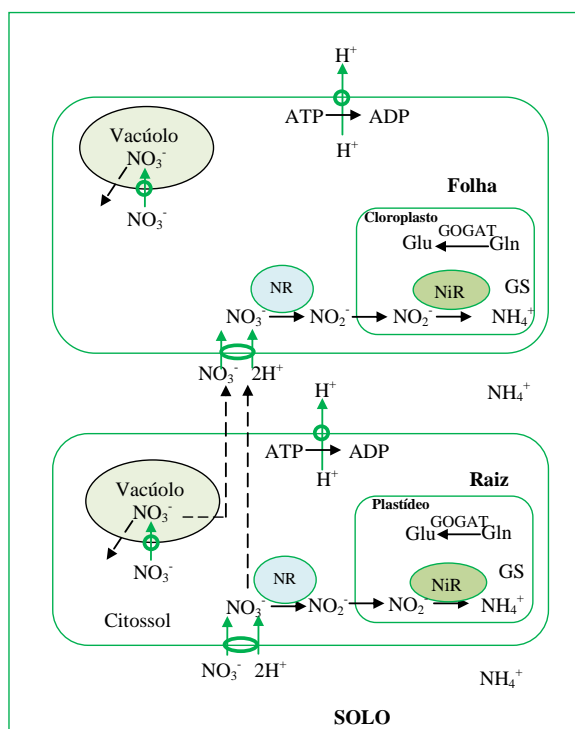 H⁺
ATP → ADP
H⁺
Vacúolo
NO₃⁻
NO₃⁻
Folha
Cloroplasto
GOGAT
Glu Gln
NR
NiR
GS
NO₃⁻ NO₂⁻ NO₂⁻ NH₄⁺
NO₃⁻ 2H⁺
NH₄⁺
H⁺
ATP → ADP
H⁺
Raiz
Vacúolo
NO₃⁻
NO₃⁻
Plastídeo
GOGAT
Glu Gln
NR
NiR
GS
Citossol
NO₃⁻ NO₂⁻ NO₂⁻ NH₄⁺
NO₃⁻ 2H⁺
NH₄⁺
SOLO